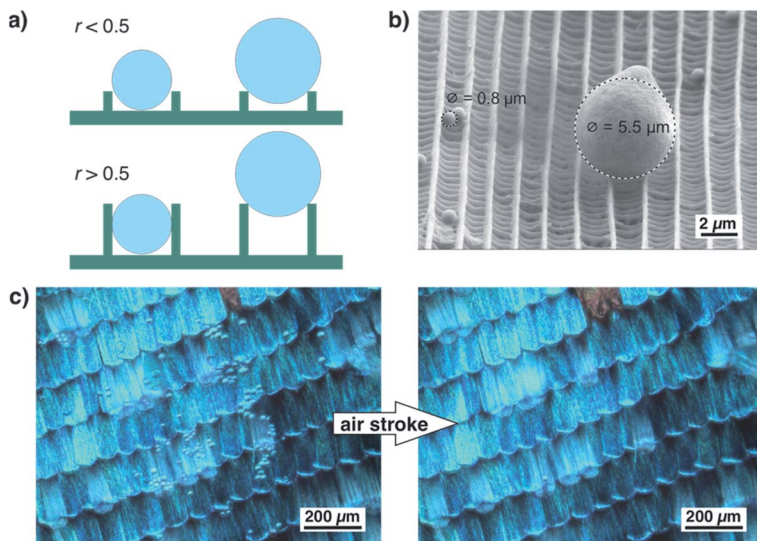 a)
r < 0.5
r > 0.5
b)
⌀ = 0.8 µm
⌀ = 5.5 µm
2 µm
c)
air stroke
200 µm
200 µm